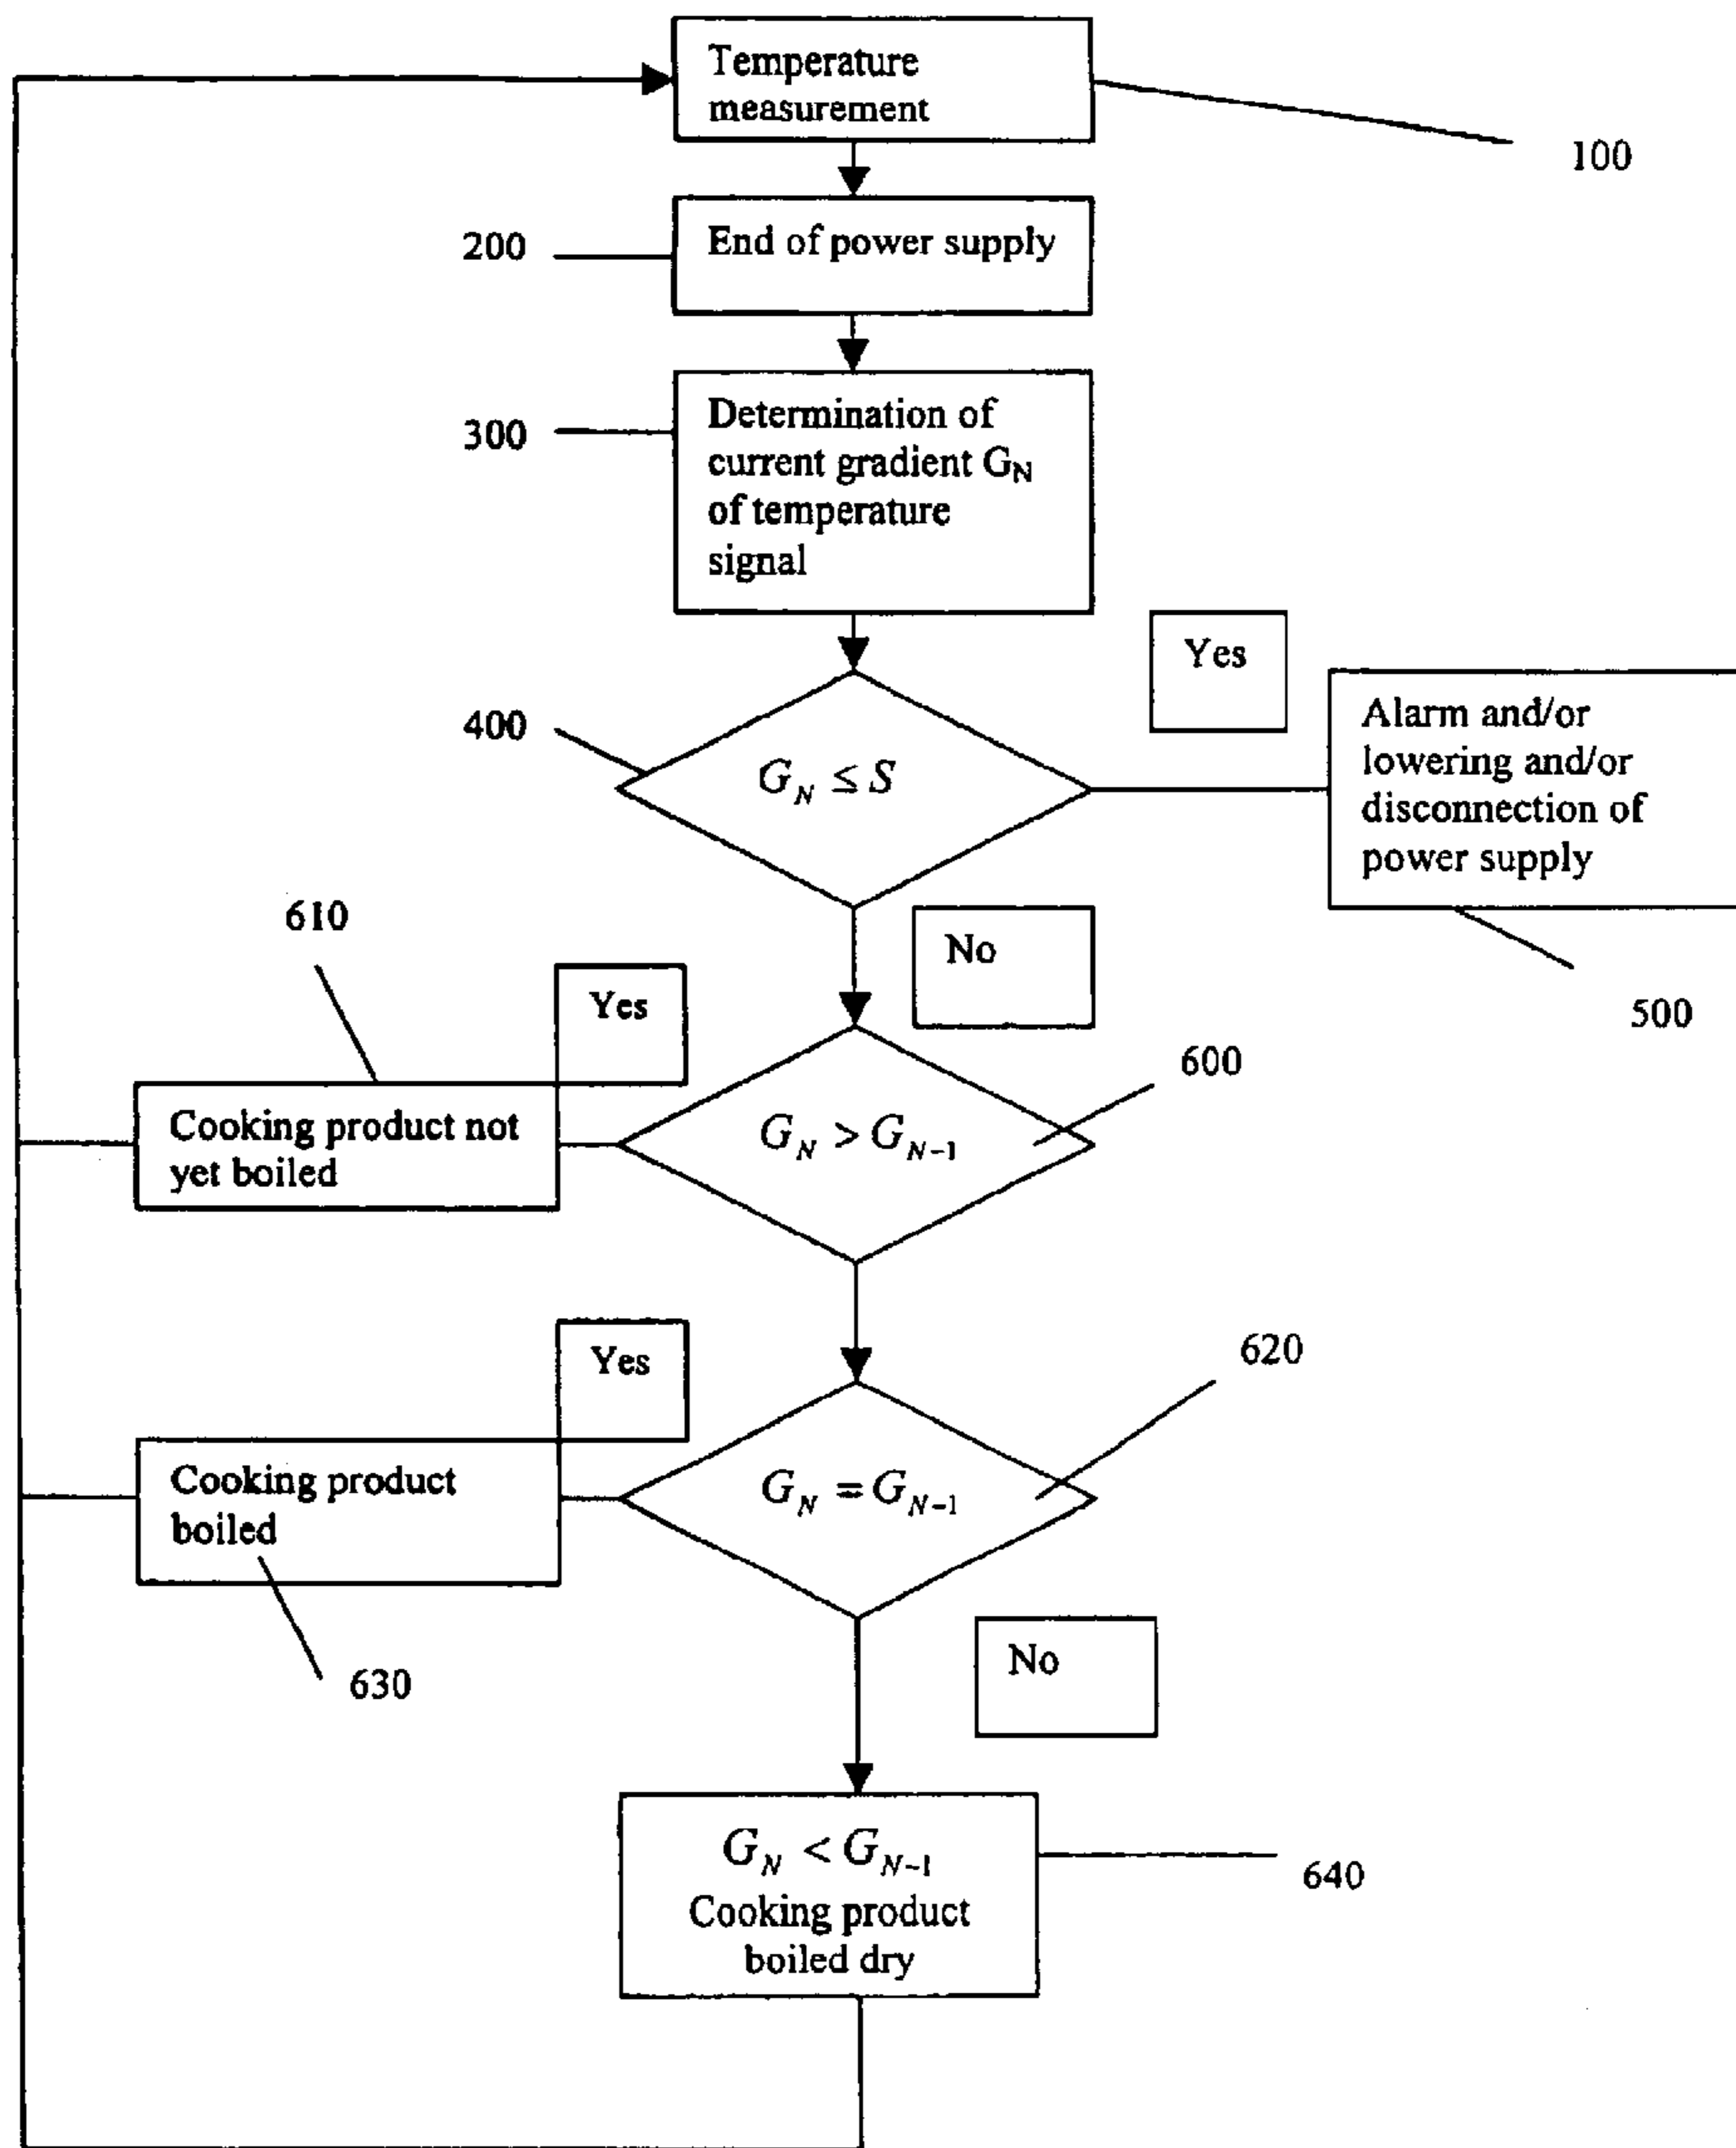 Temperature
measurement
100
200
End of power supply
300
Determination of
current gradient G_N
of temperature
signal
Yes
400
G_N ≤ S
Alarm and/or
lowering and/or
disconnection of
power supply
610
No
Yes
500
600
Cooking product not
yet boiled
G_N > G_{N-1}
620
Yes
Cooking product
boiled
G_N = G_{N-1}
No
630
G_N < G_{N-1}
640
Cooking product
boiled dry